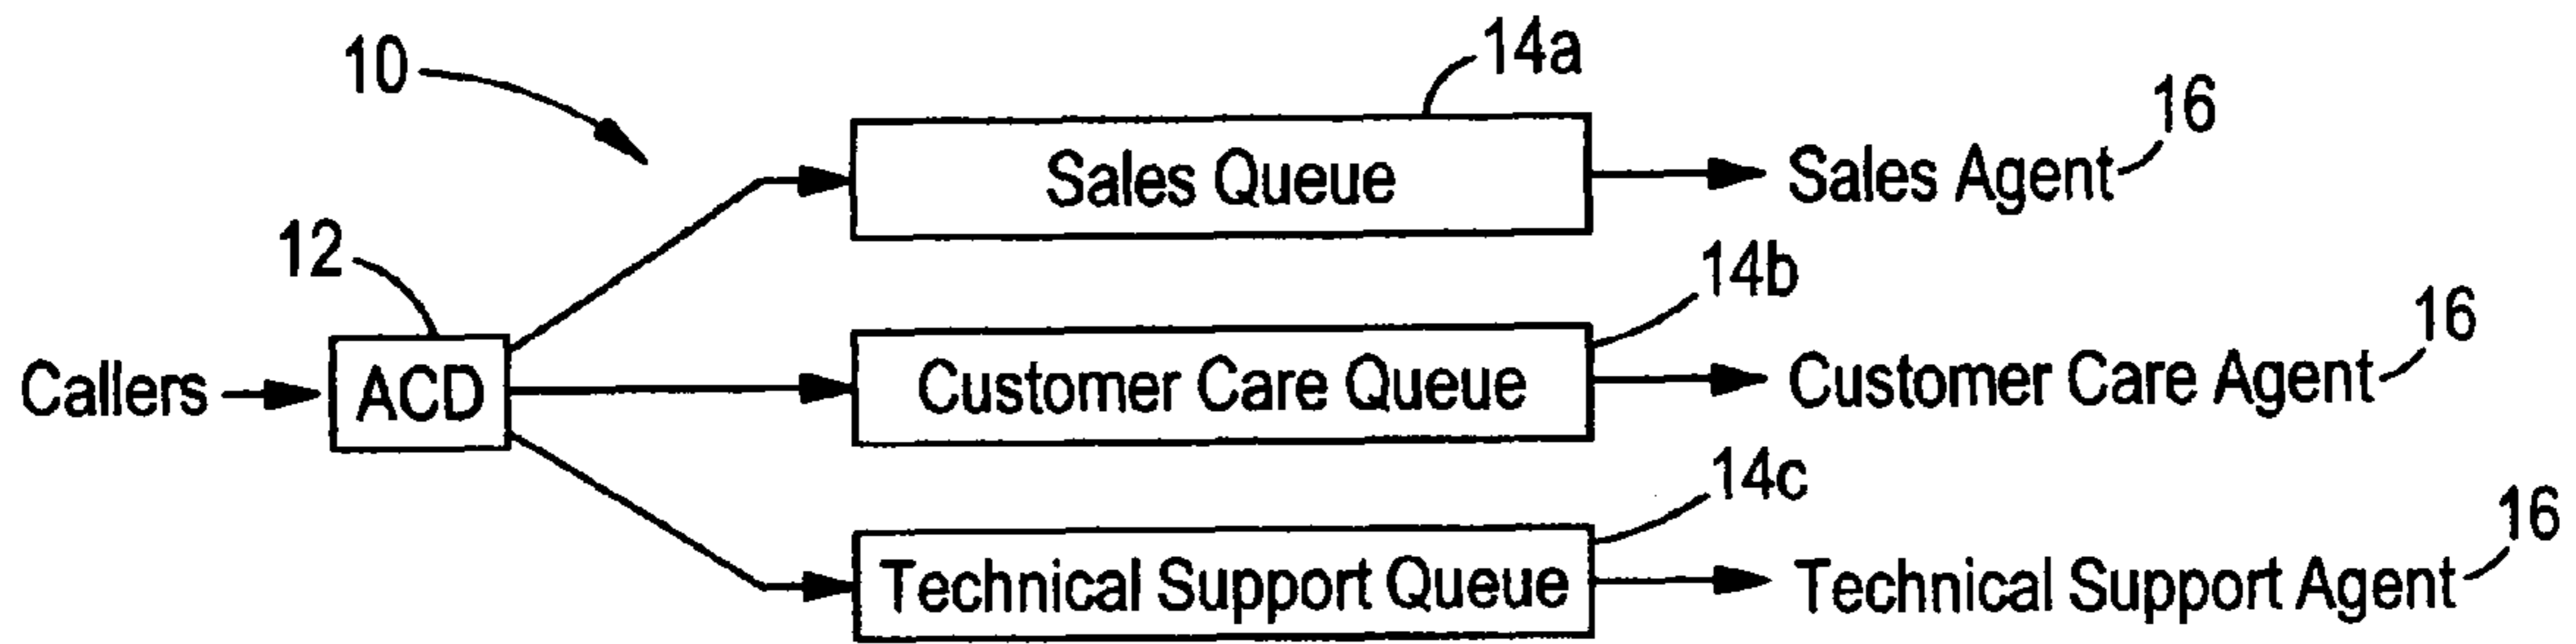 10
14a
16
Sales Queue
Sales Agent
12
14b
16
Callers
ACD
Customer Care Queue
Customer Care Agent
14c
16
Technical Support Queue
Technical Support Agent